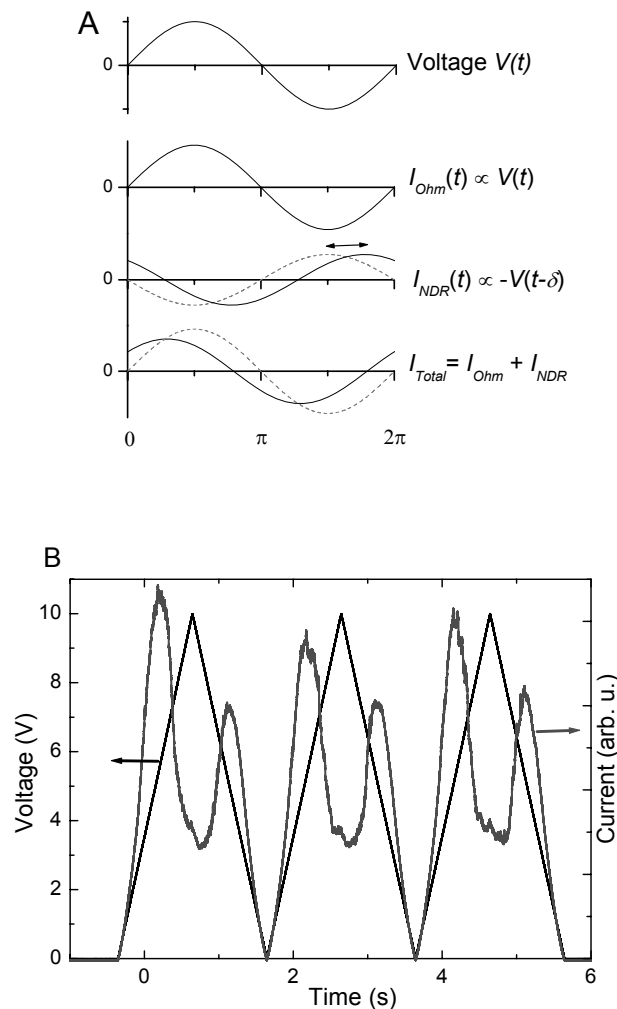 A
0
Voltage V(t)
0
I_Ohm(t) ∝ V(t)
0
I_NDR(t) ∝ -V(t-δ)
0
I_Total = I_Ohm + I_NDR
0 π 2π
B
10
8
6
4
2
0
Voltage (V)
Current (arb. u.)
0 2 4 6
Time (s)